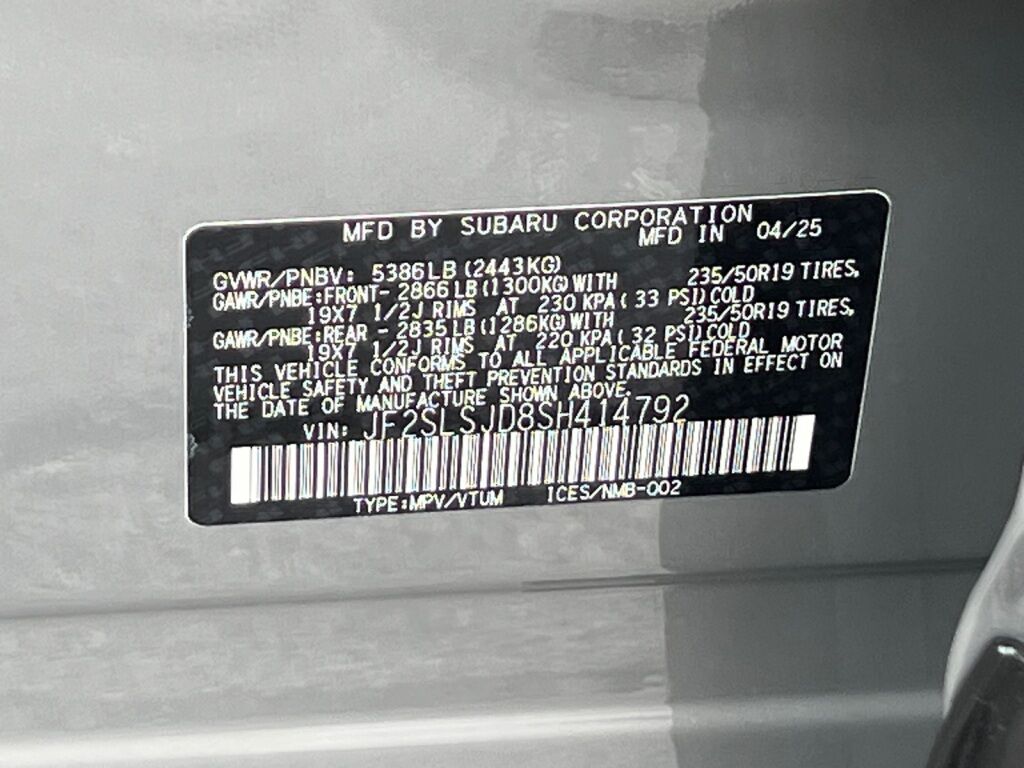 MFD BY SUBARU CORPORATION
MFD IN 04/25
GVWR/PNBV: 5386LB(2443KG)
GAWR/PNBE:FRONT- 2866LB(1300KG)WITH 235/50R19 TIRES,
19X7 1/2J RIMS AT 230 KPA( 33 PSI)COLD
GAWR/PNBE:REAR - 2835LB(1286KG)WITH 235/50R19 TIRES,
19X7 1/2J RIMS AT 220 KPA( 32 PSI)COLD
THIS VEHICLE CONFORMS TO ALL APPLICABLE FEDERAL MOTOR
VEHICLE SAFETY AND THEFT PREVENTION STANDARDS IN EFFECT ON
THE DATE OF MANUFACTURE SHOWN ABOVE.
VIN: JF2SLSJD8SH414792
TYPE:MPV/VTUM ICES/NMB-002